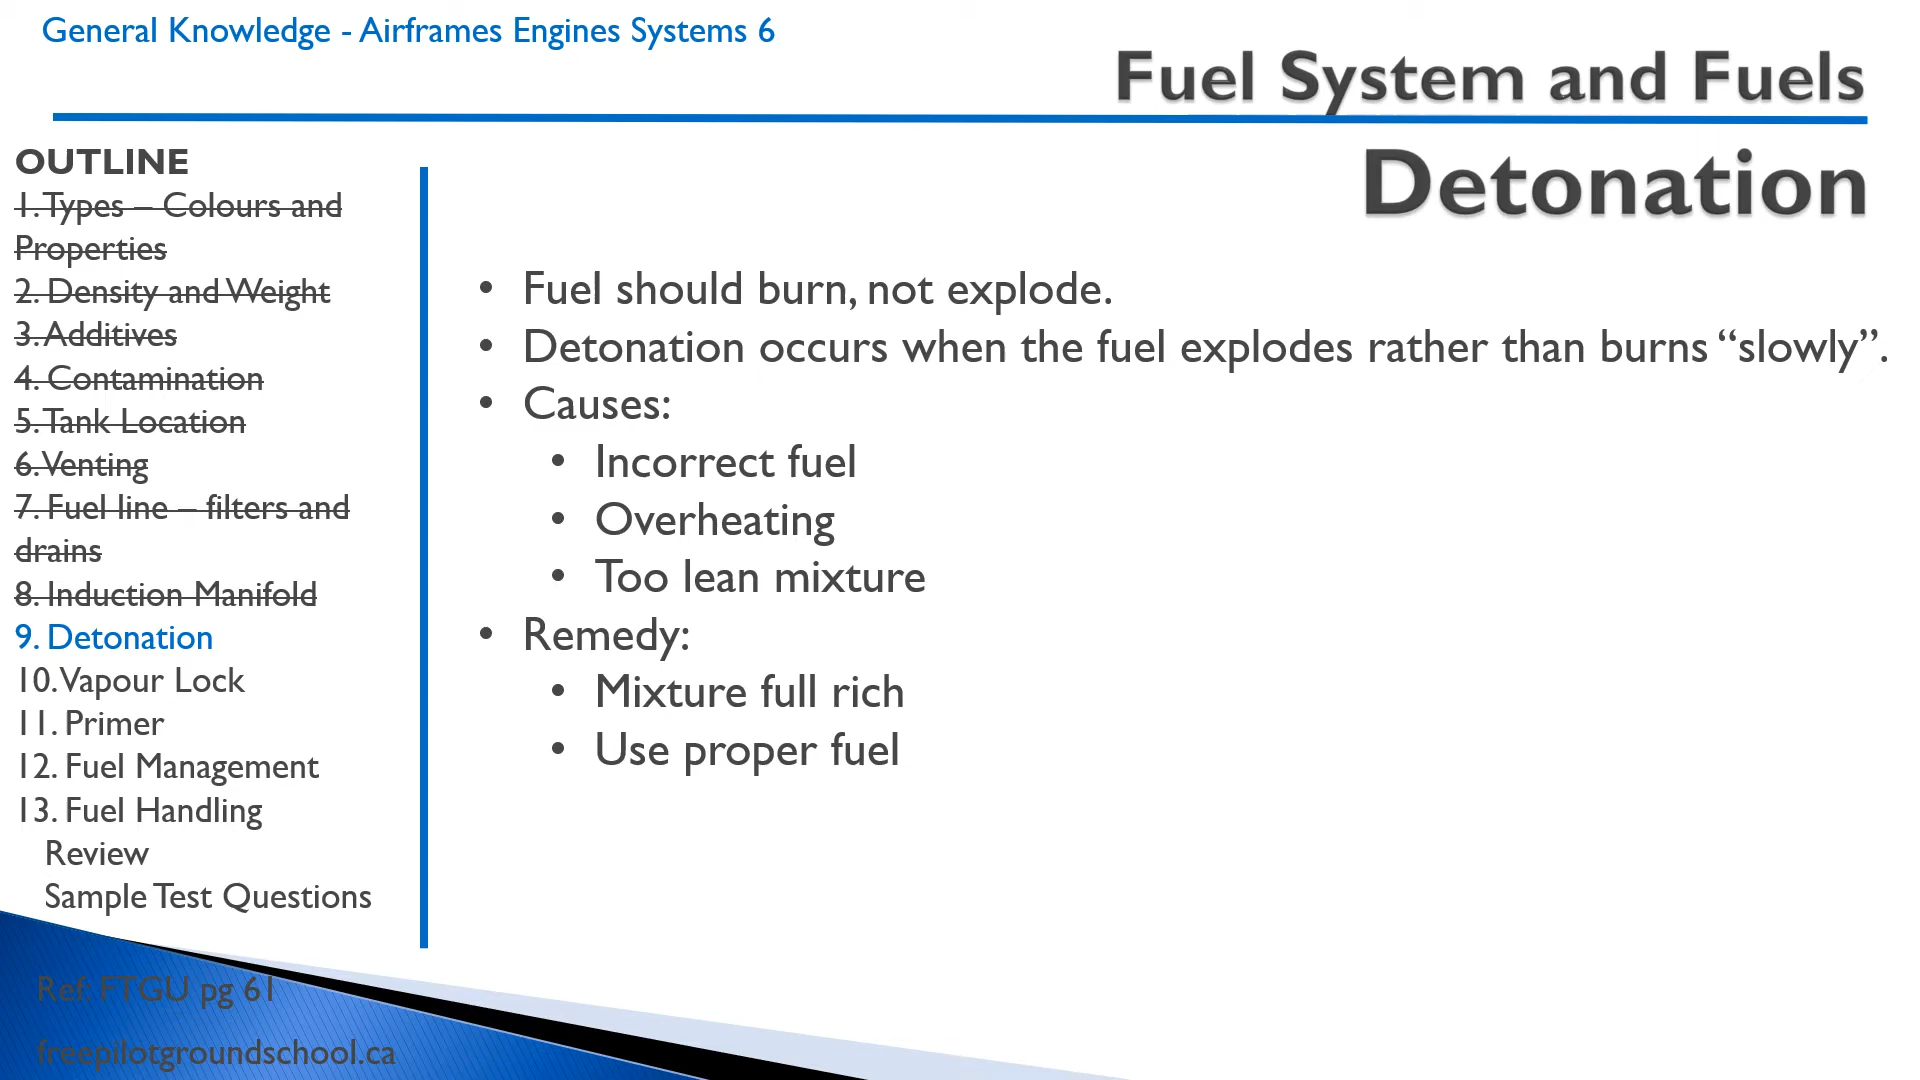 General Knowledge - Airframes Engines Systems 6
Fuel System and Fuels
Detonation
OUTLINE
1. Types – Colours and
Properties
2. Density and Weight
3. Additives
4. Contamination
5. Tank Location
6. Venting
7. Fuel line – filters and
drains
8. Induction Manifold
9. Detonation
10. Vapour Lock
11. Primer
12. Fuel Management
13. Fuel Handling
Review
Sample Test Questions
• Fuel should burn, not explode.
• Detonation occurs when the fuel explodes rather than burns “slowly”.
• Causes:
• Incorrect fuel
• Overheating
• Too lean mixture
• Remedy:
• Mixture full rich
• Use proper fuel
Ref: FTGU pg 61
freepilotgroundschool.ca